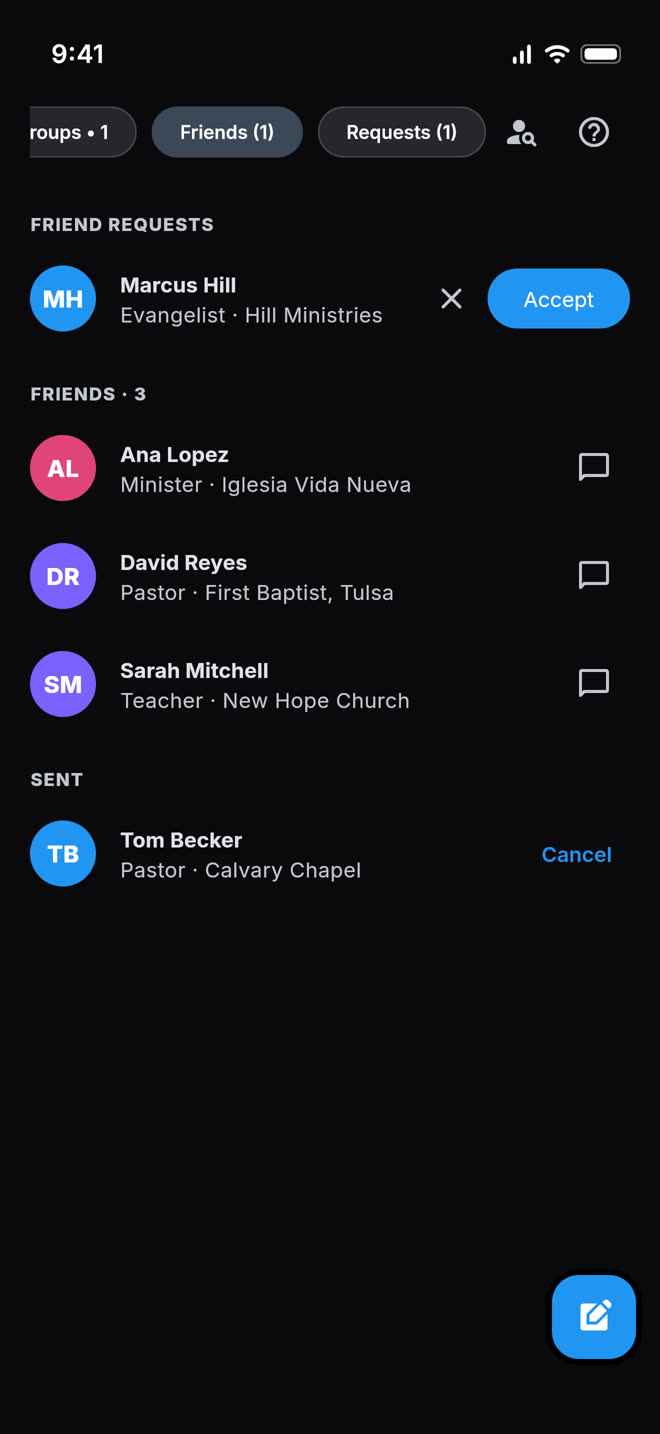 9:41
roups • 1
Friends (1)
Requests (1)
FRIEND REQUESTS
MH
Marcus Hill
Evangelist · Hill Ministries
Accept
FRIENDS · 3
AL
Ana Lopez
Minister · Iglesia Vida Nueva
DR
David Reyes
Pastor · First Baptist, Tulsa
SM
Sarah Mitchell
Teacher · New Hope Church
SENT
TB
Tom Becker
Pastor · Calvary Chapel
Cancel